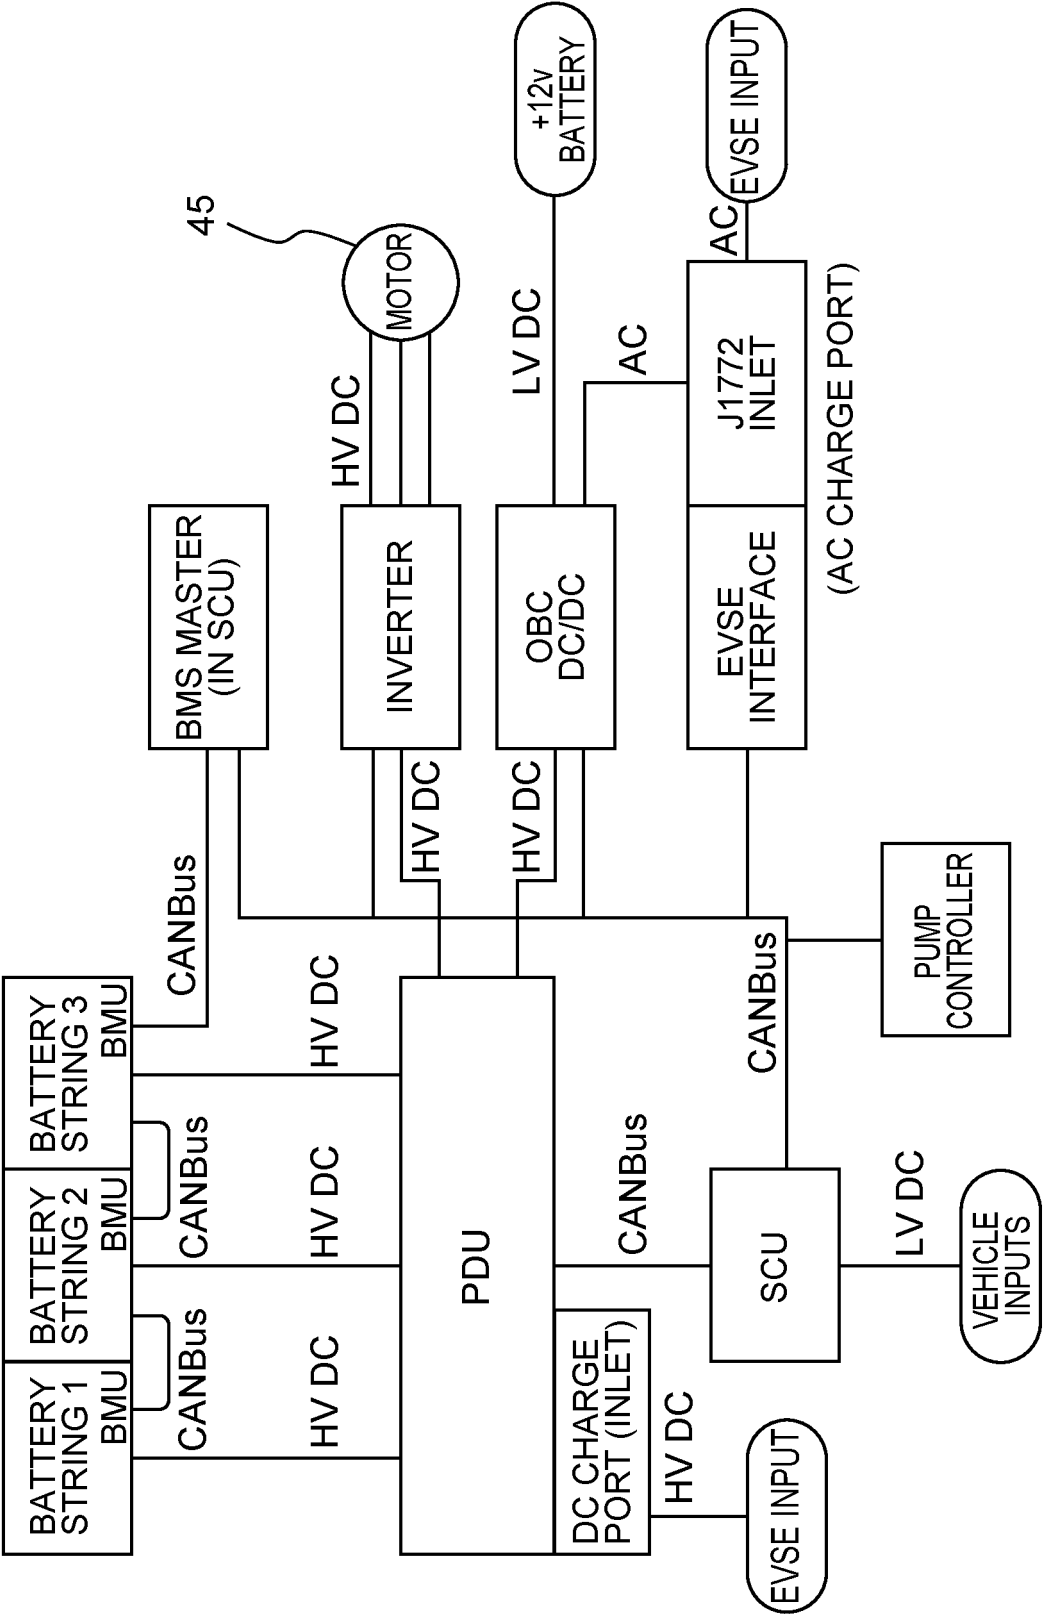 BATTERY
STRING 1
BMU
BATTERY
STRING 2
BMU
BATTERY
STRING 3
BMU
CANBus
CANBus
CANBus
BMS MASTER
(IN SCU)
HV DC
HV DC
HV DC
HV DC
INVERTER
HV DC
MOTOR
45
PDU
HV DC
OBC
DC/DC
LV DC
+12v
BATTERY
AC
DC CHARGE
PORT (INLET)
HV DC
EVSE INPUT
CANBus
SCU
CANBus
EVSE
INTERFACE
J1772
INLET
AC
EVSE INPUT
(AC CHARGE PORT)
LV DC
VEHICLE
INPUTS
PUMP
CONTROLLER